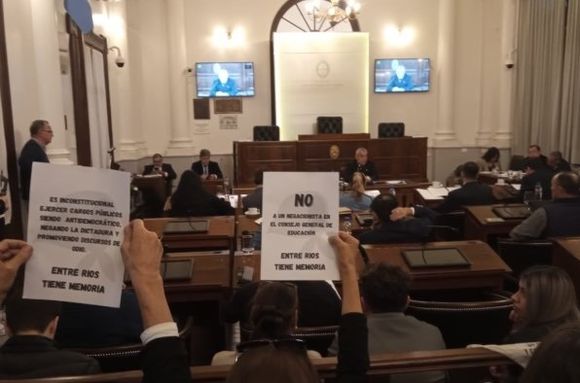 ES INCONSTITUCIONAL
EJERCER CARGOS PÚBLICOS
SIENDO ANTIDEMOCRÁTICO,
NEGANDO LA DICTADURA Y
PROMOVIENDO DISCURSOS DE
ODIO.
ENTRE RIOS
TIENE MEMORIA
NO
A UN NEGACIONISTA EN
EL CONSEJO GENERAL DE
EDUCACIÓN
ENTRE RIOS
TIENE MEMORIA